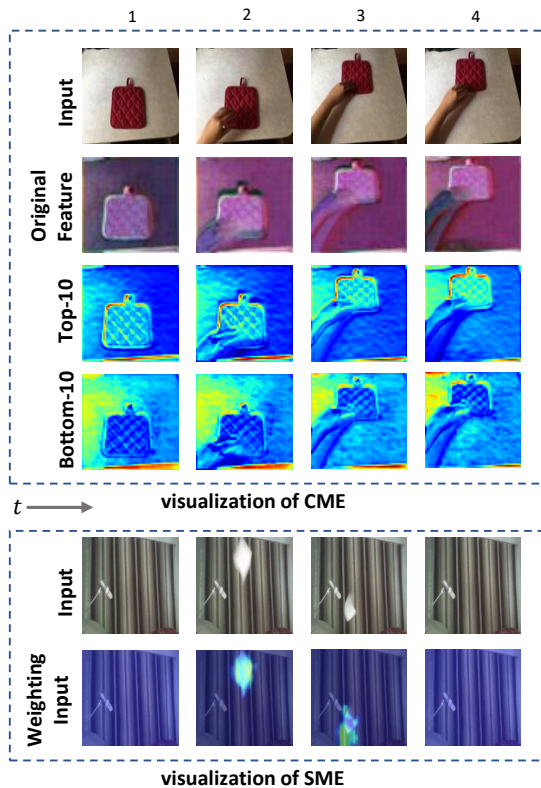 1 2 3 4
Input
Original
Feature
Top-10
Bottom-10
t
visualization of CME
Input
Weighting
Input
visualization of SME